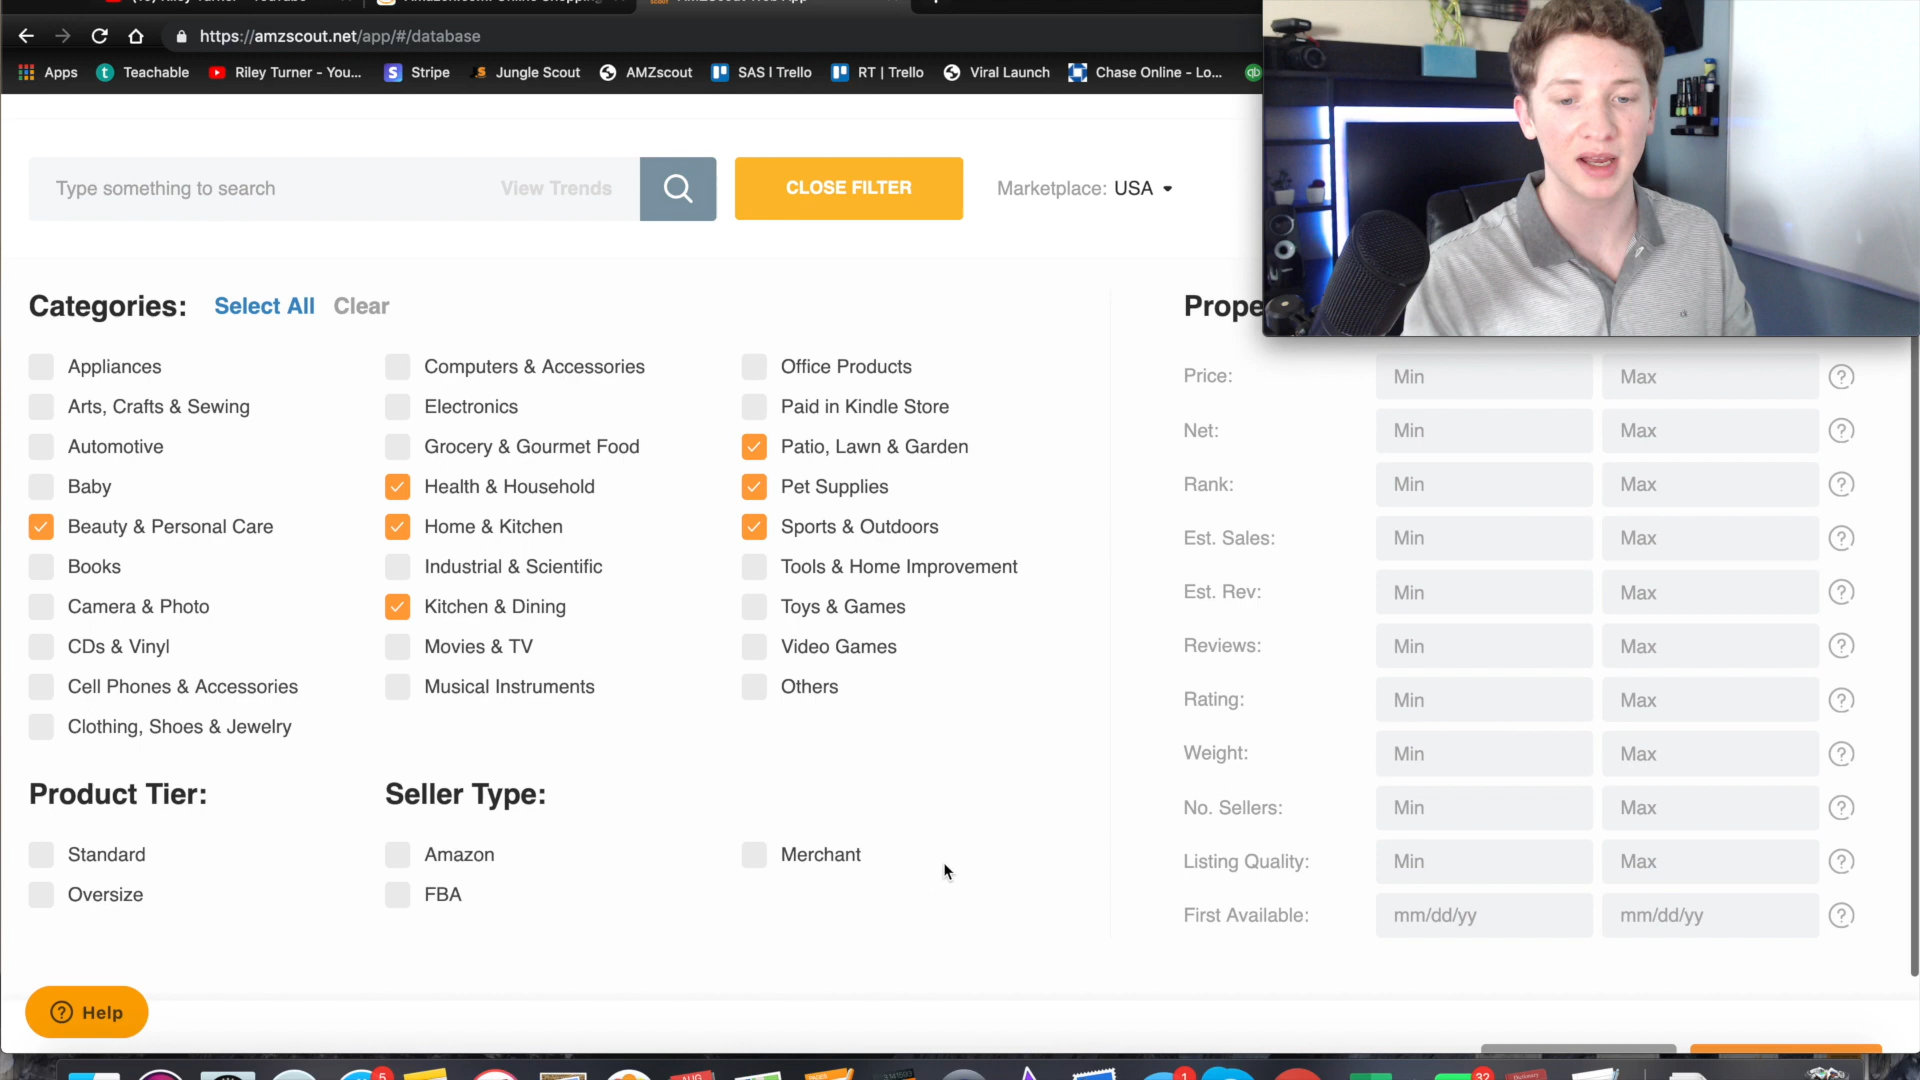 https://amzscout.net/app/#/database
Apps Teachable Riley Turner - You... Stripe Jungle Scout AMZscout SAS | Trello RT | Trello Viral Launch Chase Online - Lo... qb
Type something to search View Trends CLOSE FILTER Marketplace: USA
Categories: Select All Clear
Appliances Computers & Accessories Office Products
Arts, Crafts & Sewing Electronics Paid in Kindle Store
Automotive Grocery & Gourmet Food Patio, Lawn & Garden
Baby Health & Household Pet Supplies
Beauty & Personal Care Home & Kitchen Sports & Outdoors
Books Industrial & Scientific Tools & Home Improvement
Camera & Photo Kitchen & Dining Toys & Games
CDs & Vinyl Movies & TV Video Games
Cell Phones & Accessories Musical Instruments Others
Clothing, Shoes & Jewelry
Product Tier: Seller Type:
Standard Amazon Merchant
Oversize FBA
Prope
Price: Min Max ?
Net: Min Max ?
Rank: Min Max ?
Est. Sales: Min Max ?
Est. Rev: Min Max ?
Reviews: Min Max ?
Rating: Min Max ?
Weight: Min Max ?
No. Sellers: Min Max ?
Listing Quality: Min Max ?
First Available: mm/dd/yy mm/dd/yy ?
? Help
5 AUG 1 32